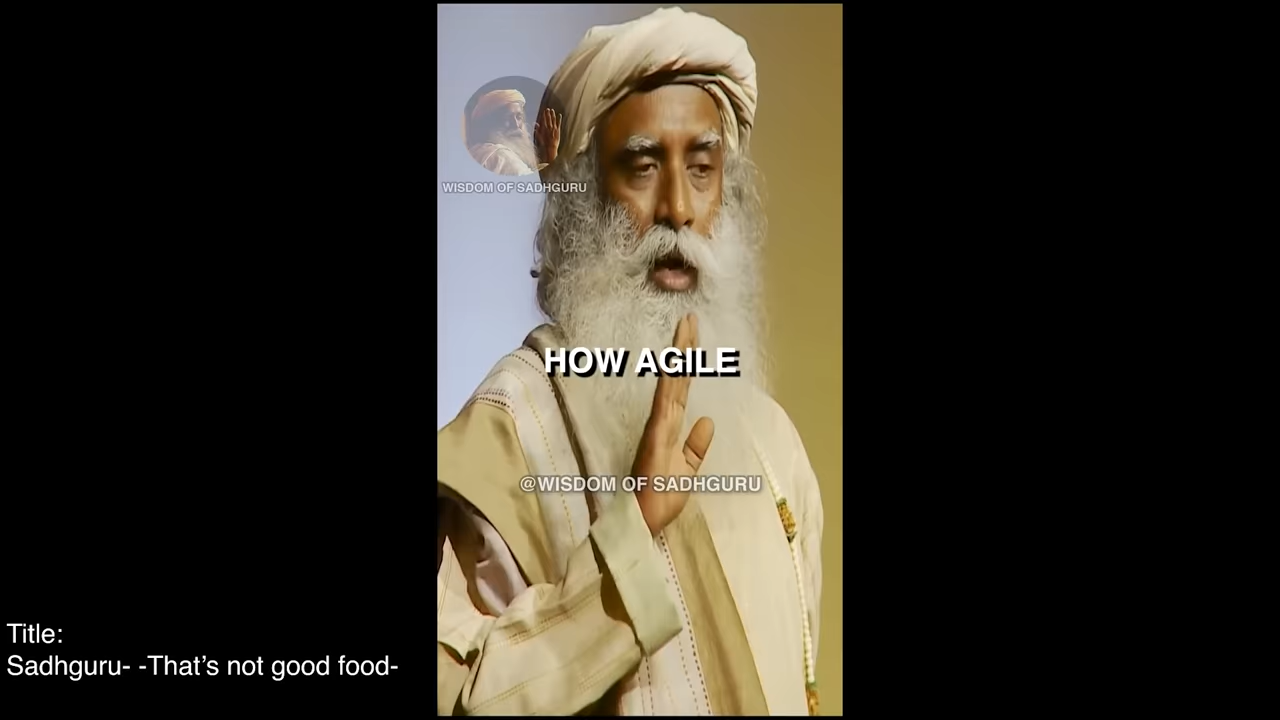 WISDOM OF SADHGURU
HOW AGILE
@WISDOM OF SADHGURU
Title:
Sadhguru- -That’s not good food-